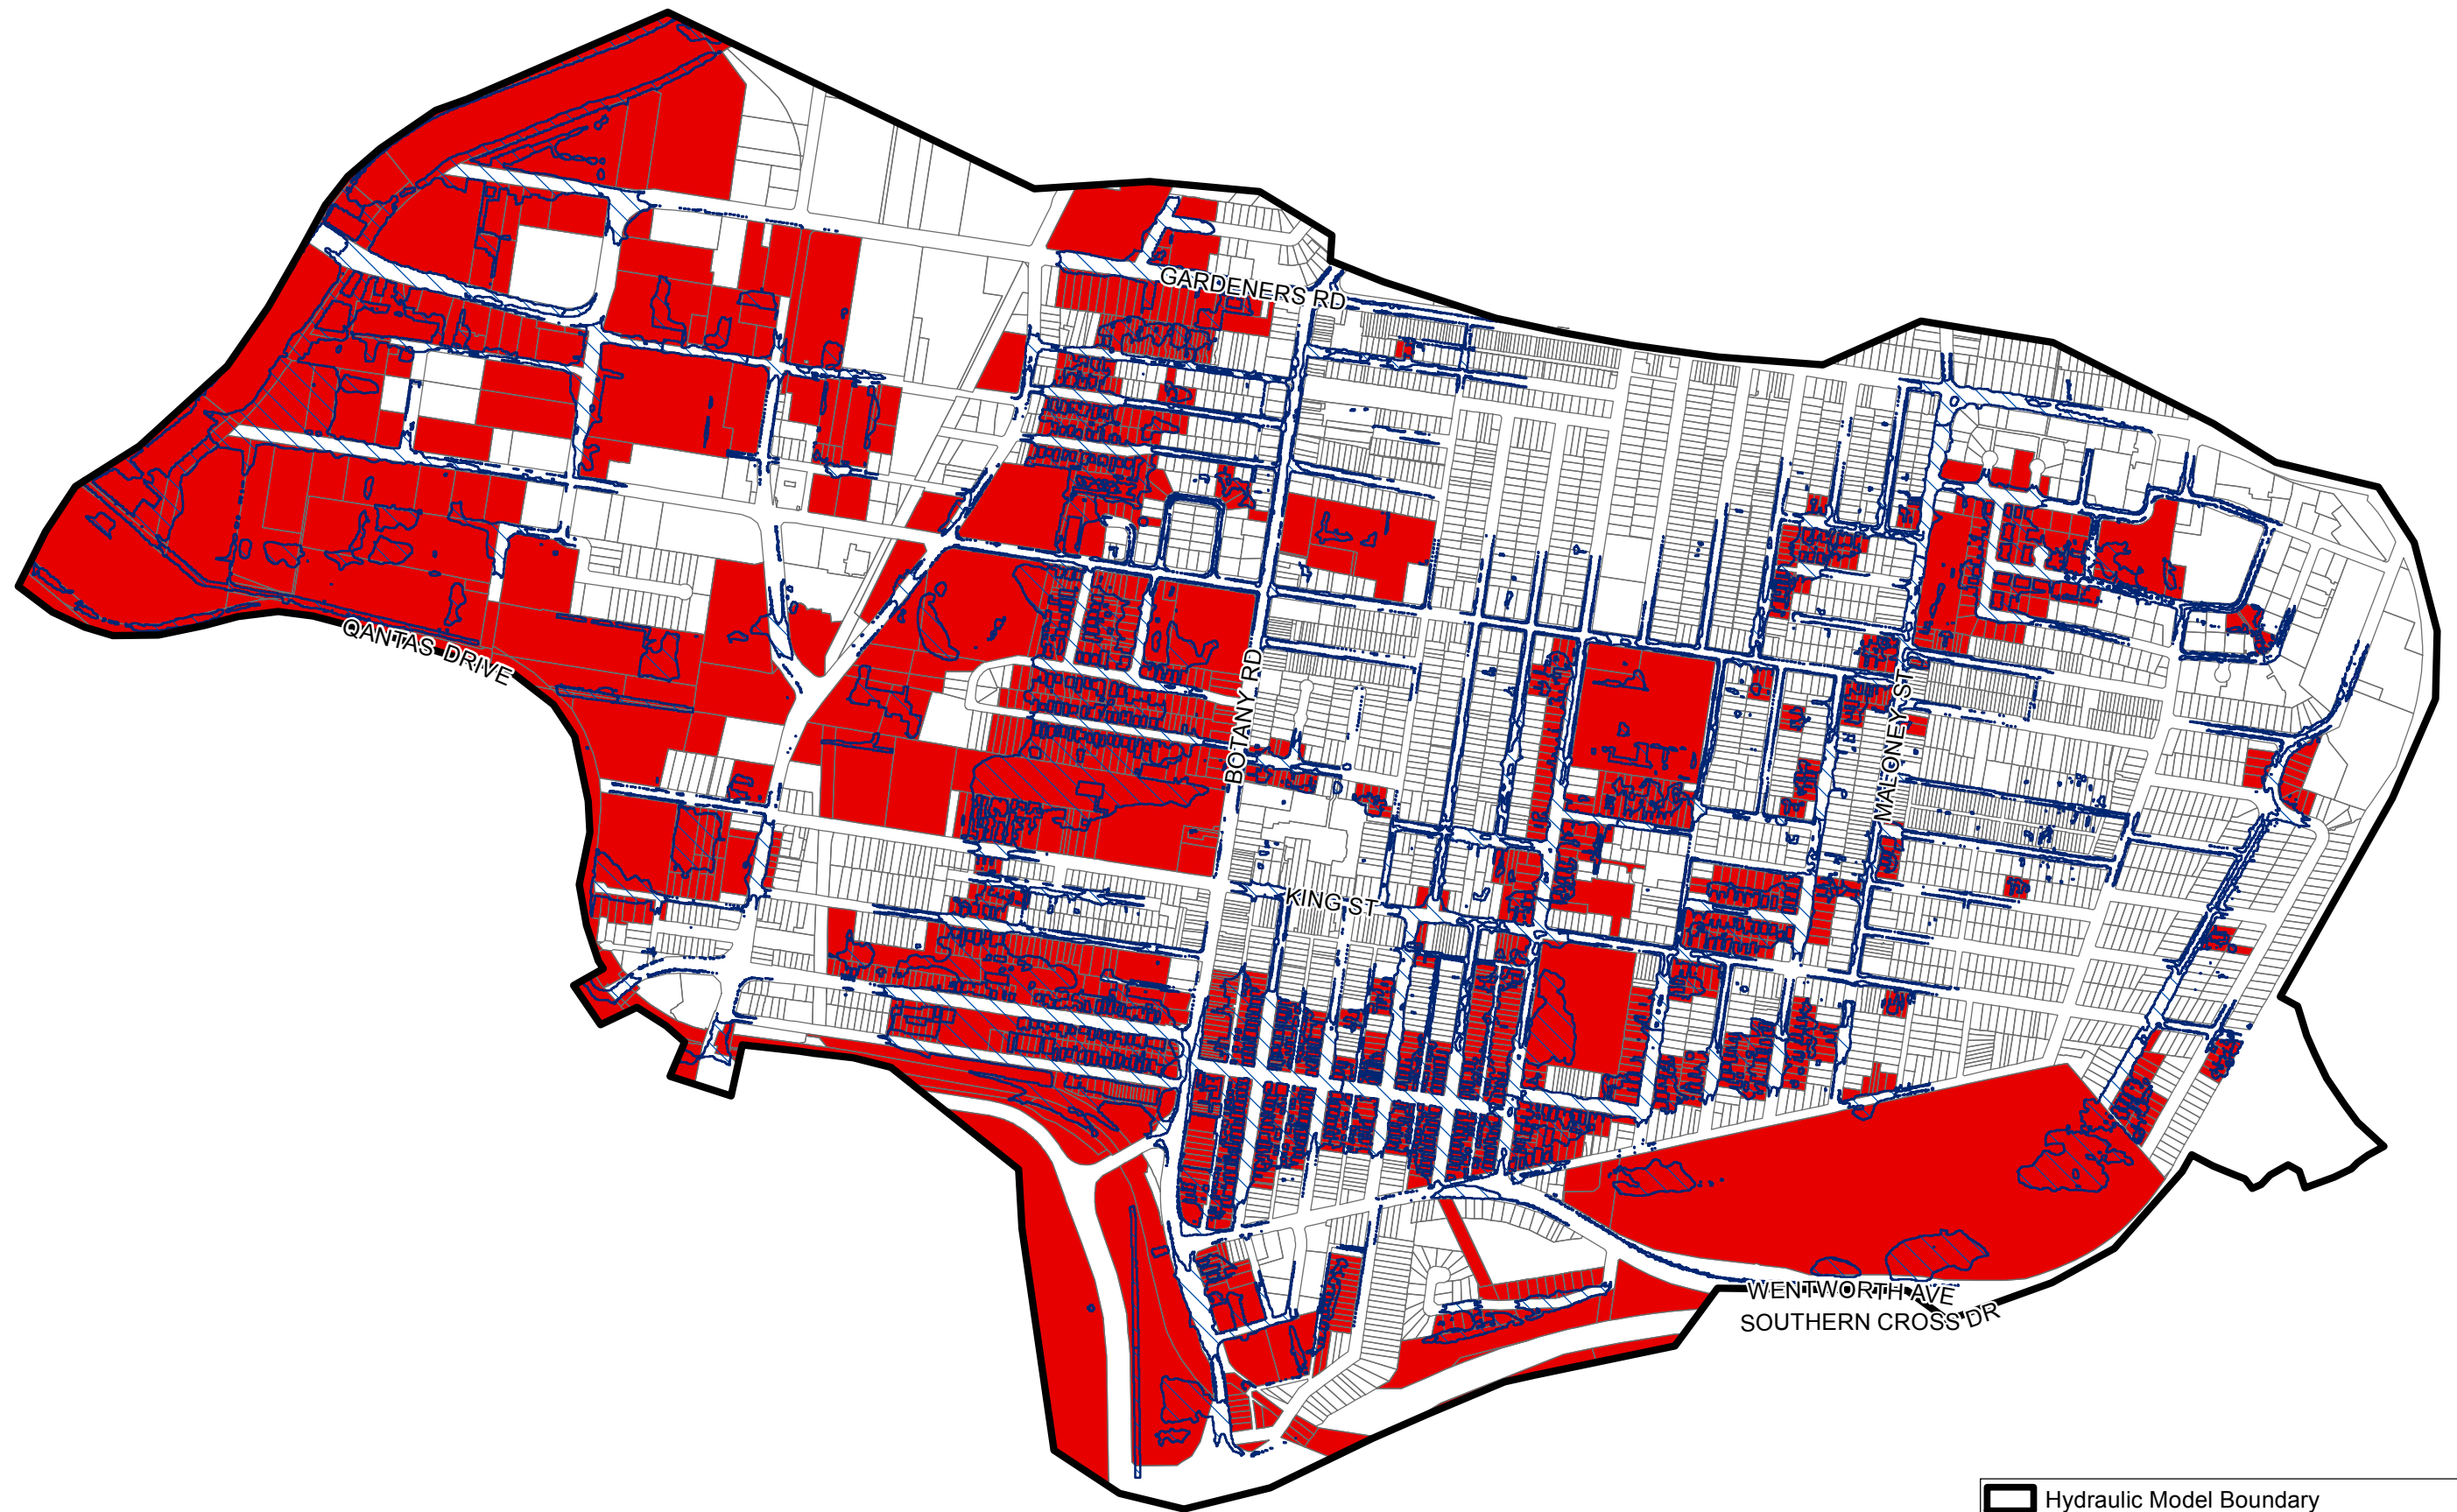 GARDENERS RD
QANTAS DRIVE
BOTANY RD
MALONEY ST
KING ST
WENTWORTH AVE
SOUTHERN CROSS DR
Hydraulic Model Boundary